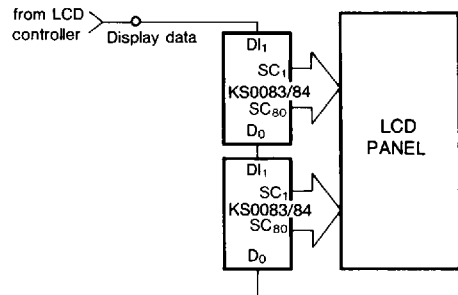 from LCD
controller
Display data
DI₁
SC₁
KS0083/84
SC₈₀
D₀
DI₁
SC₁
KS0083/84
SC₈₀
D₀
LCD
PANEL